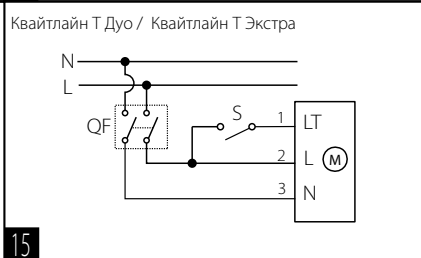 Квайтлайн Т Дуо / Квайтлайн Т Экстра
N
L
QF
S
1 LT
2 L M
3 N
15